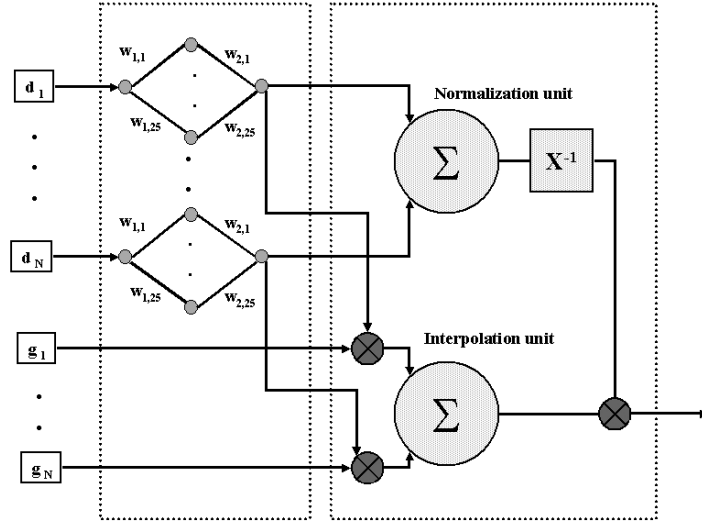 w1,1
w2,1
d 1
Normalization unit
w1,25
w2,25
Σ
X-1
w1,1
w2,1
d N
w1,25
w2,25
Interpolation unit
g 1
Σ
g N